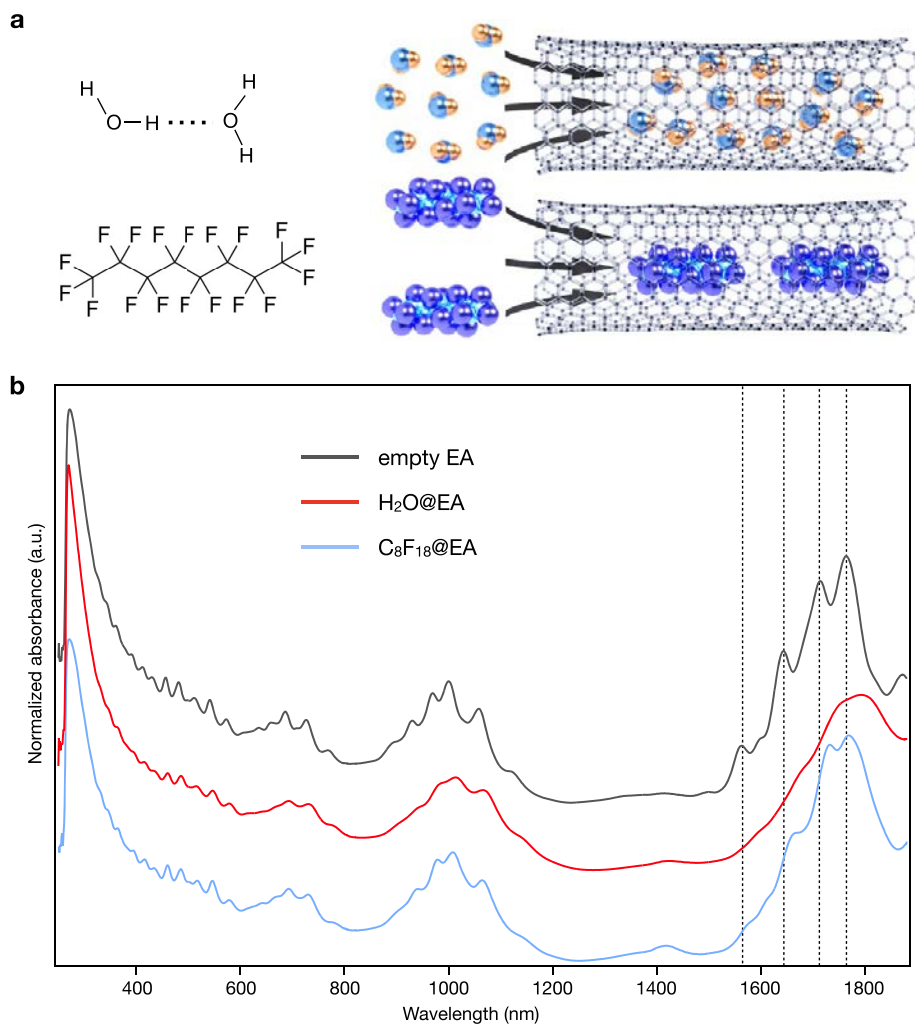 a
H
H
O
H
O
H
F F F F F F F
F
F
F
F
F F F F F F F
b
empty EA
H₂O@EA
C₈F₁₈@EA
Normalized absorbance (a.u.)
400 600 800 1000 1200 1400 1600 1800
Wavelength (nm)